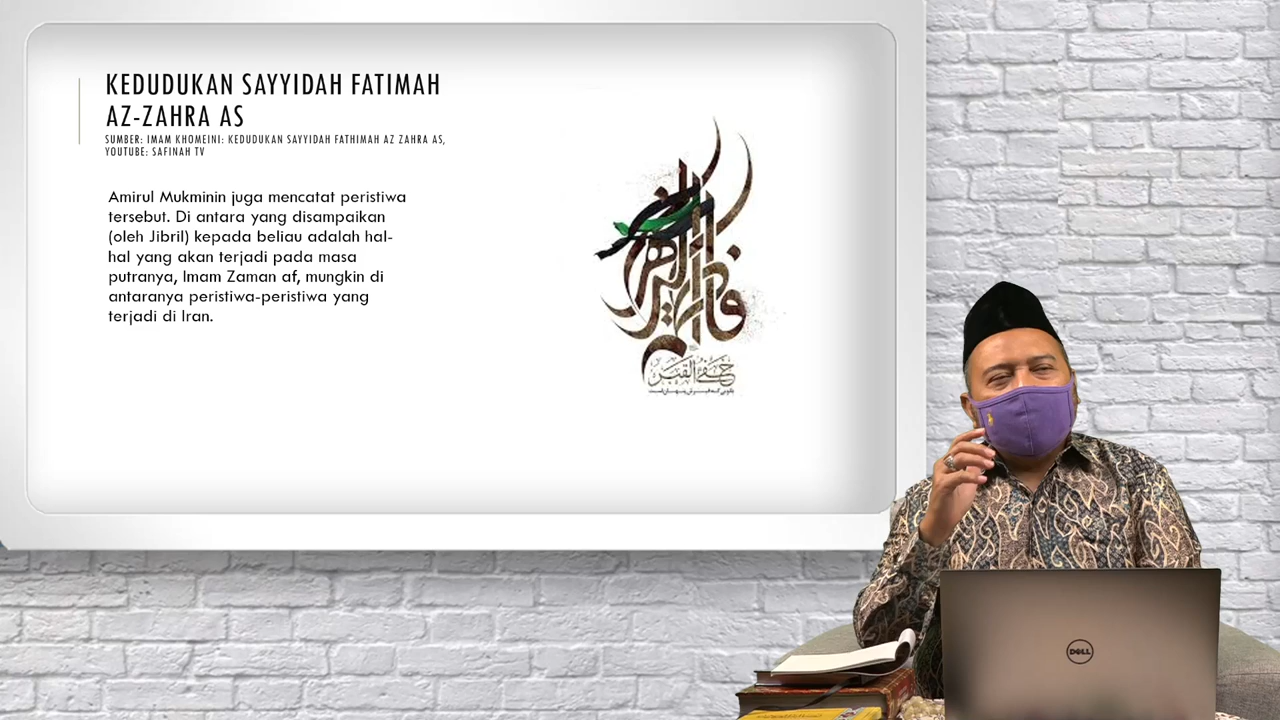 KEDUDUKAN SAYYIDAH FATIMAH
AZ-ZAHRA AS
SUMBER: IMAM KHOMEINI: KEDUDUKAN SAYYIDAH FATHIMAH AZ ZAHRA AS,
YOUTUBE: SAFINAH TV
Amirul Mukminin juga mencatat peristiwa
tersebut. Di antara yang disampaikan
(oleh Jibril) kepada beliau adalah hal-
hal yang akan terjadi pada masa
putranya, Imam Zaman af, mungkin di
antaranya peristiwa-peristiwa yang
terjadi di Iran.
DELL